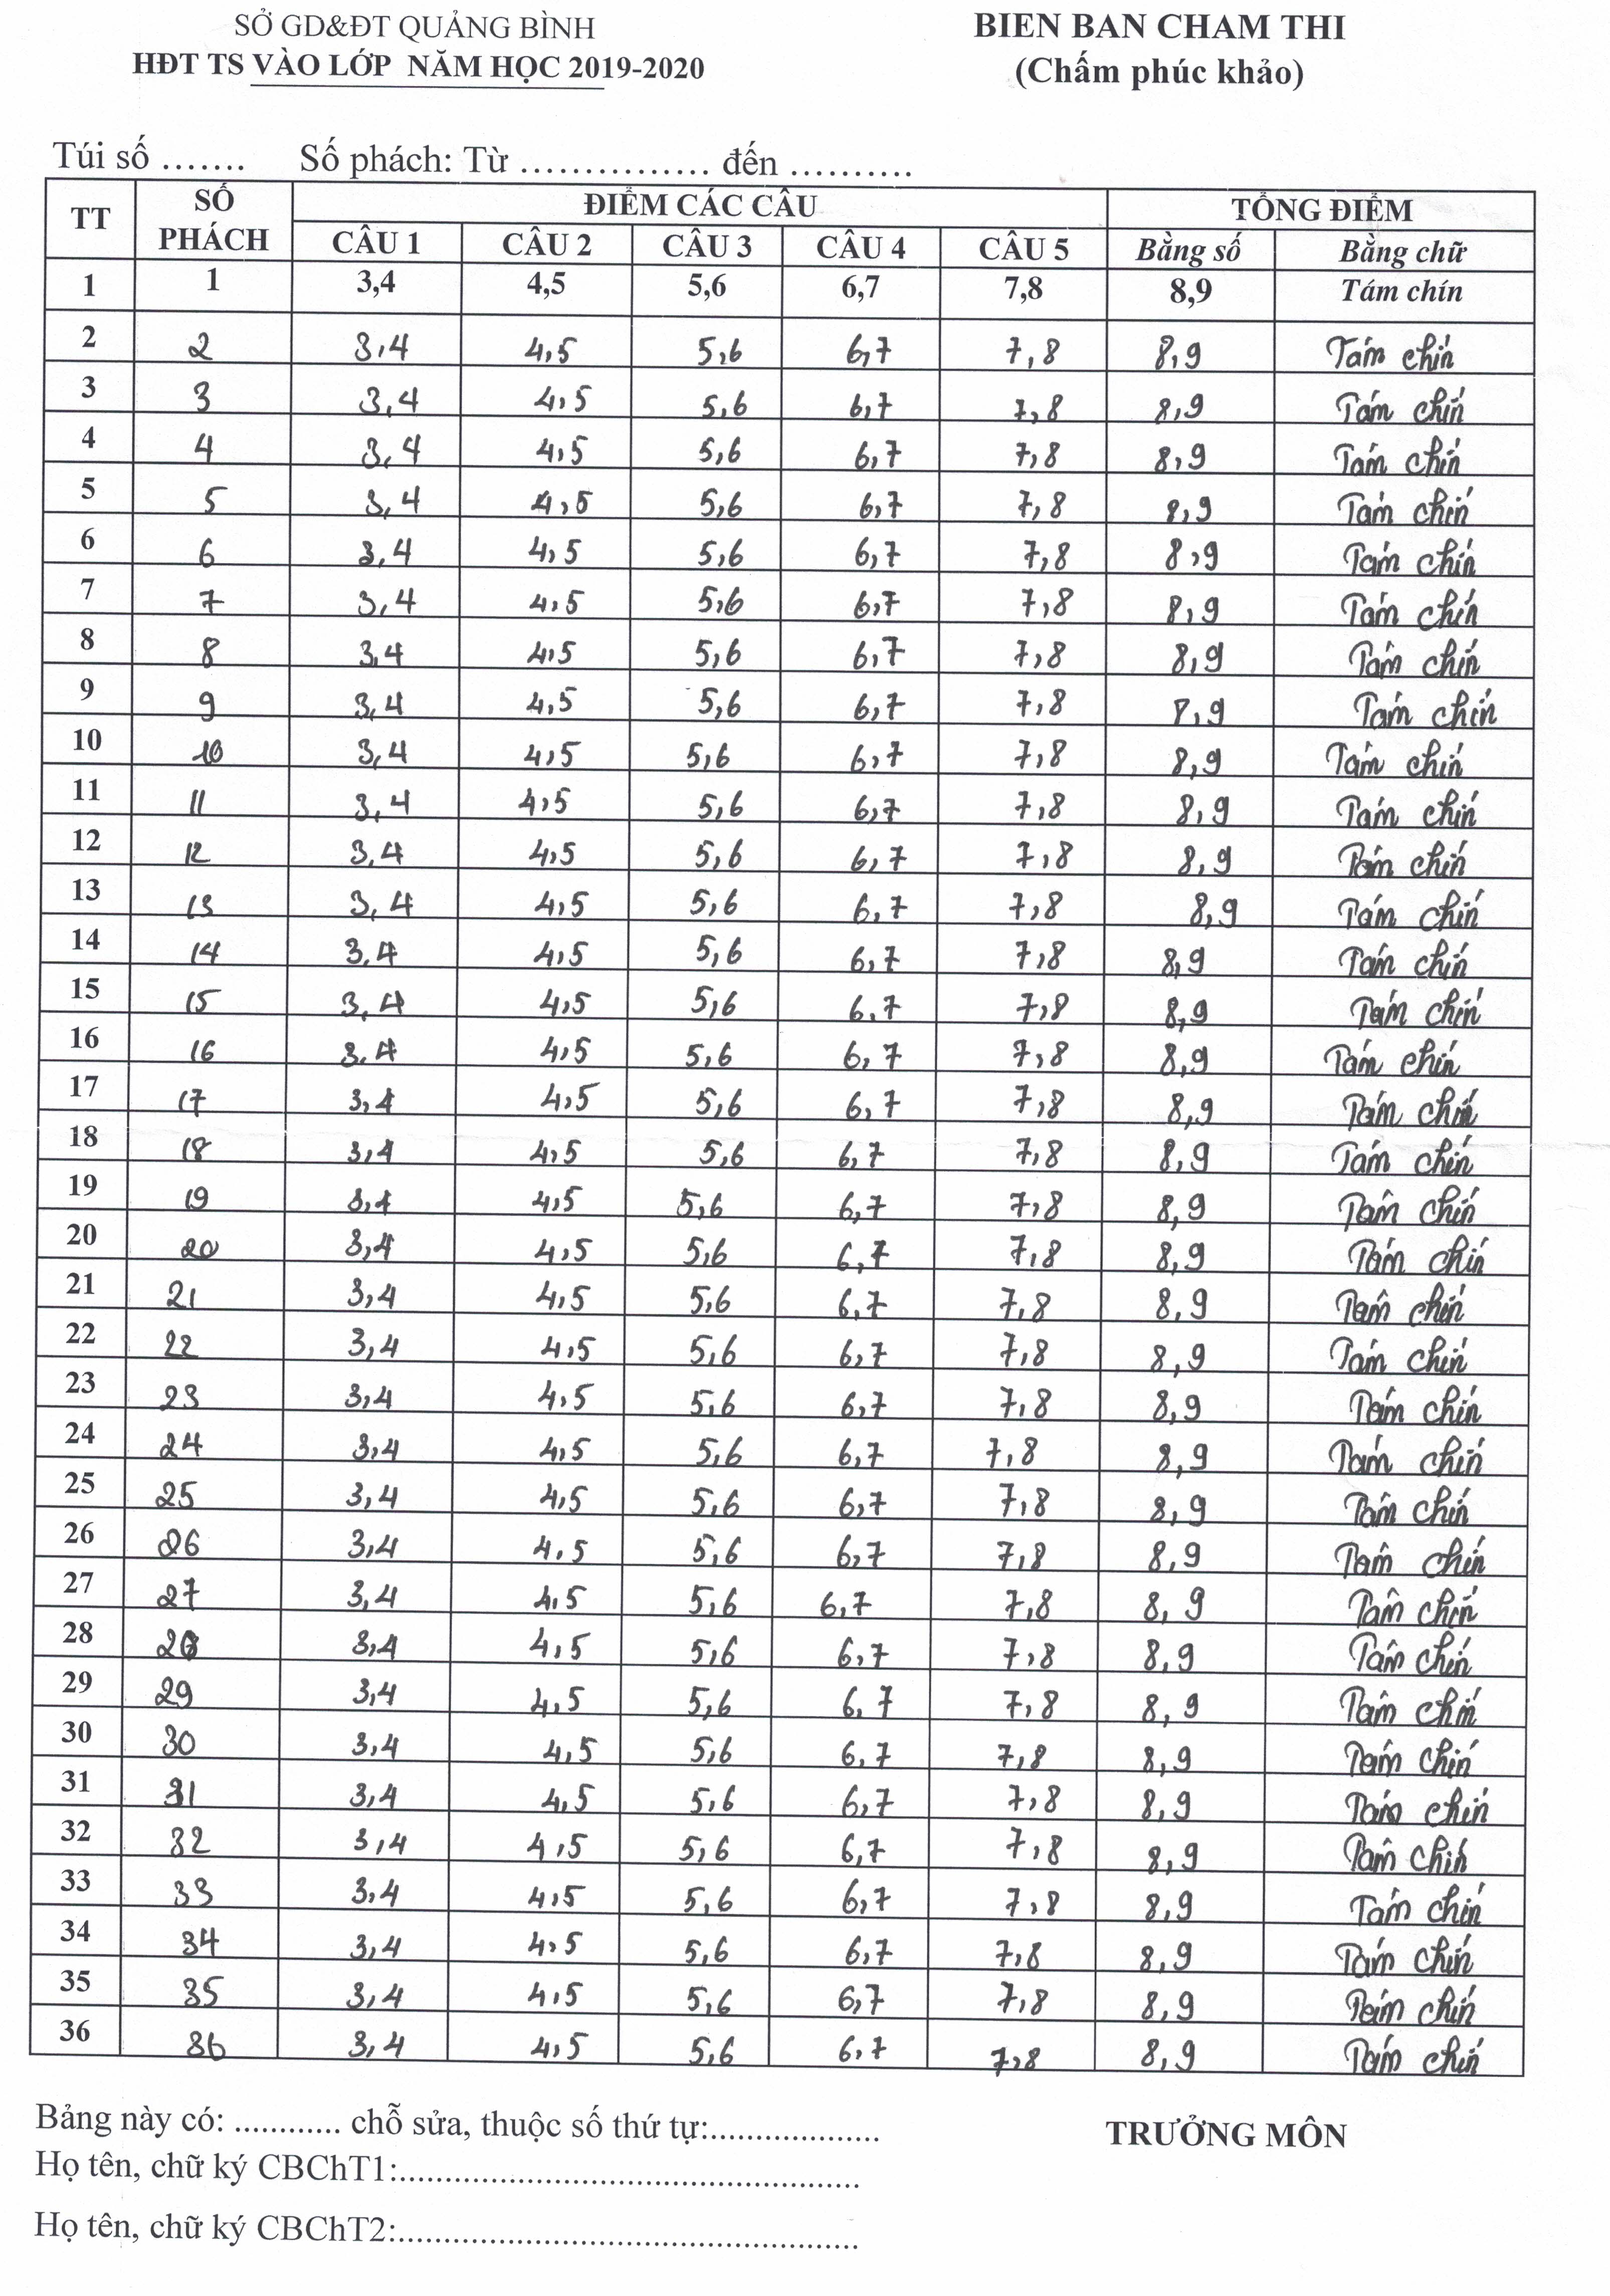 SỞ GD&ĐT QUẢNG BÌNH
HĐT TS VÀO LỚP NĂM HỌC 2019-2020
BIEN BAN CHAM THI
(Chấm phúc khảo)
Túi số ....... Số phách: Từ ................ đến ...........
TT SỐ PHÁCH ĐIỂM CÁC CÂU TỔNG ĐIỂM
CÂU 1 CÂU 2 CÂU 3 CÂU 4 CÂU 5 Bằng số Bằng chữ
1 1 3,4 4,5 5,6 6,7 7,8 8,9 Tám chín
2 2 3,4 4,5 5,6 6,7 7,8 8,9 Tám chín
3 3 3,4 4,5 5,6 6,7 7,8 8,9 Tám chín
4 4 3,4 4,5 5,6 6,7 7,8 8,9 Tám chín
5 5 3,4 4,5 5,6 6,7 7,8 8,9 Tám chín
6 6 3,4 4,5 5,6 6,7 7,8 8,9 Tám chín
7 7 3,4 4,5 5,6 6,7 7,8 8,9 Tám chín
8 8 3,4 4,5 5,6 6,7 7,8 8,9 Tám chín
9 9 3,4 4,5 5,6 6,7 7,8 8,9 Tám chín
10 10 3,4 4,5 5,6 6,7 7,8 8,9 Tám chín
11 11 3,4 4,5 5,6 6,7 7,8 8,9 Tám chín
12 12 3,4 4,5 5,6 6,7 7,8 8,9 Tám chín
13 13 3,4 4,5 5,6 6,7 7,8 8,9 Tám chín
14 14 3,4 4,5 5,6 6,7 7,8 8,9 Tám chín
15 15 3,4 4,5 5,6 6,7 7,8 8,9 Tám chín
16 16 3,4 4,5 5,6 6,7 7,8 8,9 Tám chín
17 17 3,4 4,5 5,6 6,7 7,8 8,9 Tám chín
18 18 3,4 4,5 5,6 6,7 7,8 8,9 Tám chín
19 19 3,4 4,5 5,6 6,7 7,8 8,9 Tám chín
20 20 3,4 4,5 5,6 6,7 7,8 8,9 Tám chín
21 21 3,4 4,5 5,6 6,7 7,8 8,9 Tám chín
22 22 3,4 4,5 5,6 6,7 7,8 8,9 Tám chín
23 23 3,4 4,5 5,6 6,7 7,8 8,9 Tám chín
24 24 3,4 4,5 5,6 6,7 7,8 8,9 Tám chín
25 25 3,4 4,5 5,6 6,7 7,8 8,9 Tám chín
26 26 3,4 4,5 5,6 6,7 7,8 8,9 Tám chín
27 27 3,4 4,5 5,6 6,7 7,8 8,9 Tám chín
28 28 3,4 4,5 5,6 6,7 7,8 8,9 Tám chín
29 29 3,4 4,5 5,6 6,7 7,8 8,9 Tám chín
30 30 3,4 4,5 5,6 6,7 7,8 8,9 Tám chín
31 31 3,4 4,5 5,6 6,7 7,8 8,9 Tám chín
32 32 3,4 4,5 5,6 6,7 7,8 8,9 Tám chín
33 33 3,4 4,5 5,6 6,7 7,8 8,9 Tám chín
34 34 3,4 4,5 5,6 6,7 7,8 8,9 Tám chín
35 35 3,4 4,5 5,6 6,7 7,8 8,9 Tám chín
36 36 3,4 4,5 5,6 6,7 7,8 8,9 Tám chín
Bảng này có: ............ chỗ sửa, thuộc số thứ tự:...................
TRƯỞNG MÔN
Họ tên, chữ ký CBChT1:....................................................
Họ tên, chữ ký CBChT2:....................................................